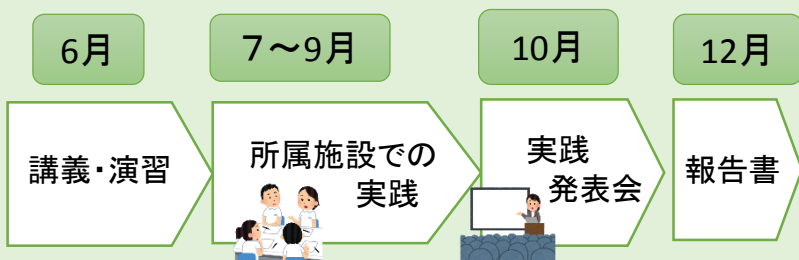 6月
7～9月
10月
12月
講義・演習
所属施設での
実践
実践
発表会
報告書